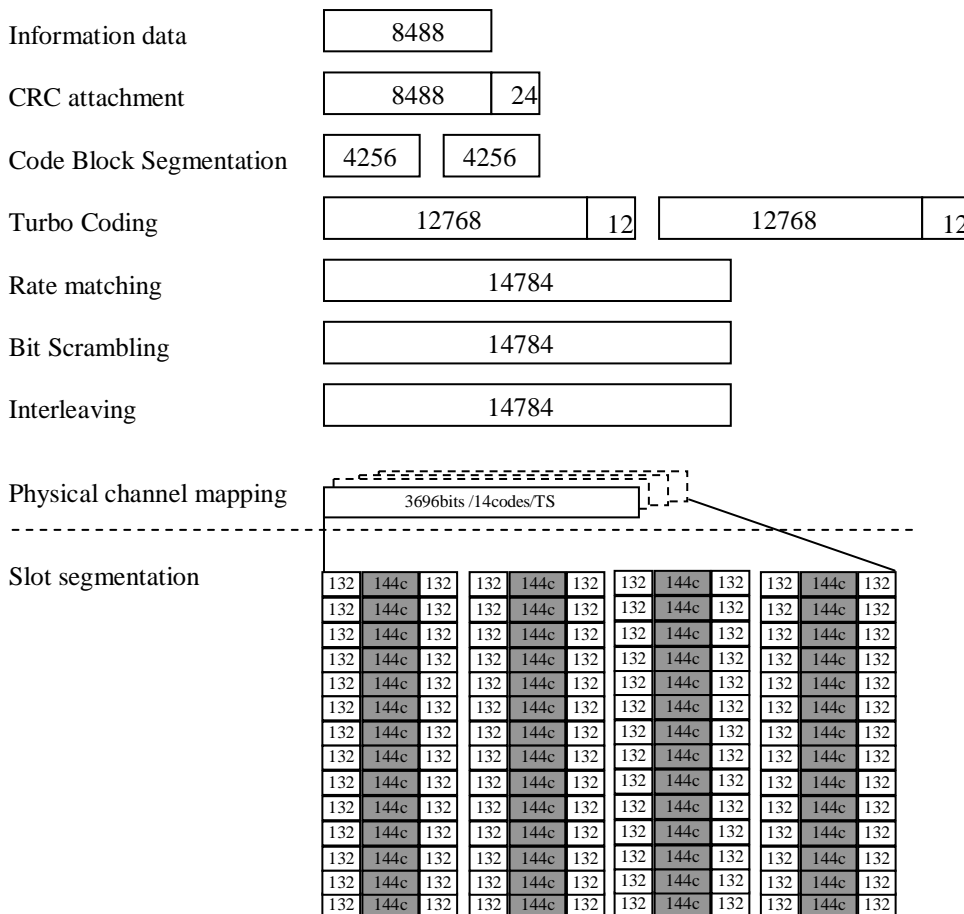 Information data 8488
CRC attachment 8488 24
Code Block Segmentation 4256 4256
Turbo Coding 12768 12 12768 12
Rate matching 14784
Bit Scrambling 14784
Interleaving 14784
Physical channel mapping 3696bits /14codes/TS
Slot segmentation
132 144c 132 132 144c 132 132 144c 132 132 144c 132
132 144c 132 132 144c 132 132 144c 132 132 144c 132
132 144c 132 132 144c 132 132 144c 132 132 144c 132
132 144c 132 132 144c 132 132 144c 132 132 144c 132
132 144c 132 132 144c 132 132 144c 132 132 144c 132
132 144c 132 132 144c 132 132 144c 132 132 144c 132
132 144c 132 132 144c 132 132 144c 132 132 144c 132
132 144c 132 132 144c 132 132 144c 132 132 144c 132
132 144c 132 132 144c 132 132 144c 132 132 144c 132
132 144c 132 132 144c 132 132 144c 132 132 144c 132
132 144c 132 132 144c 132 132 144c 132 132 144c 132
132 144c 132 132 144c 132 132 144c 132 132 144c 132
132 144c 132 132 144c 132 132 144c 132 132 144c 132
132 144c 132 132 144c 132 132 144c 132 132 144c 132